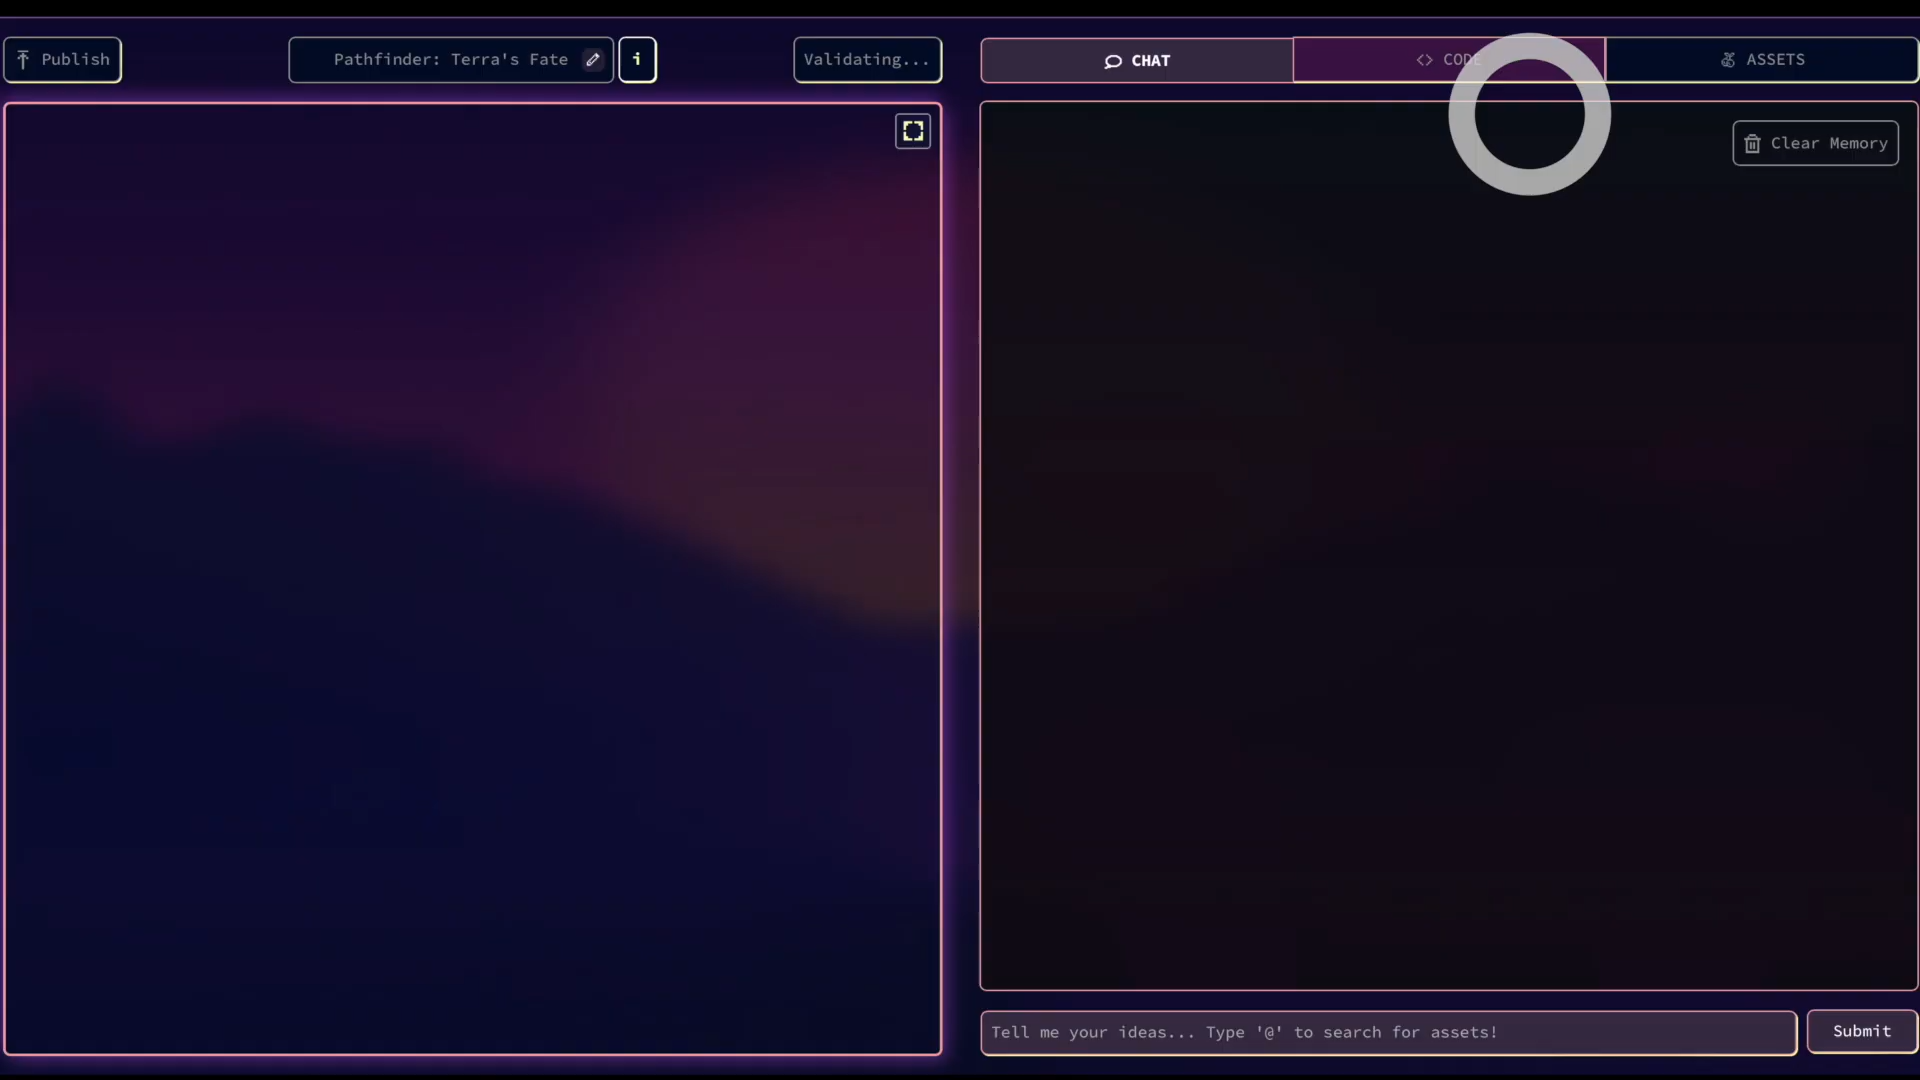 Publish
Pathfinder: Terra's Fate
i
Validating...
CHAT
<> CODE
ASSETS
Clear Memory
Tell me your ideas... Type '@' to search for assets!
Submit